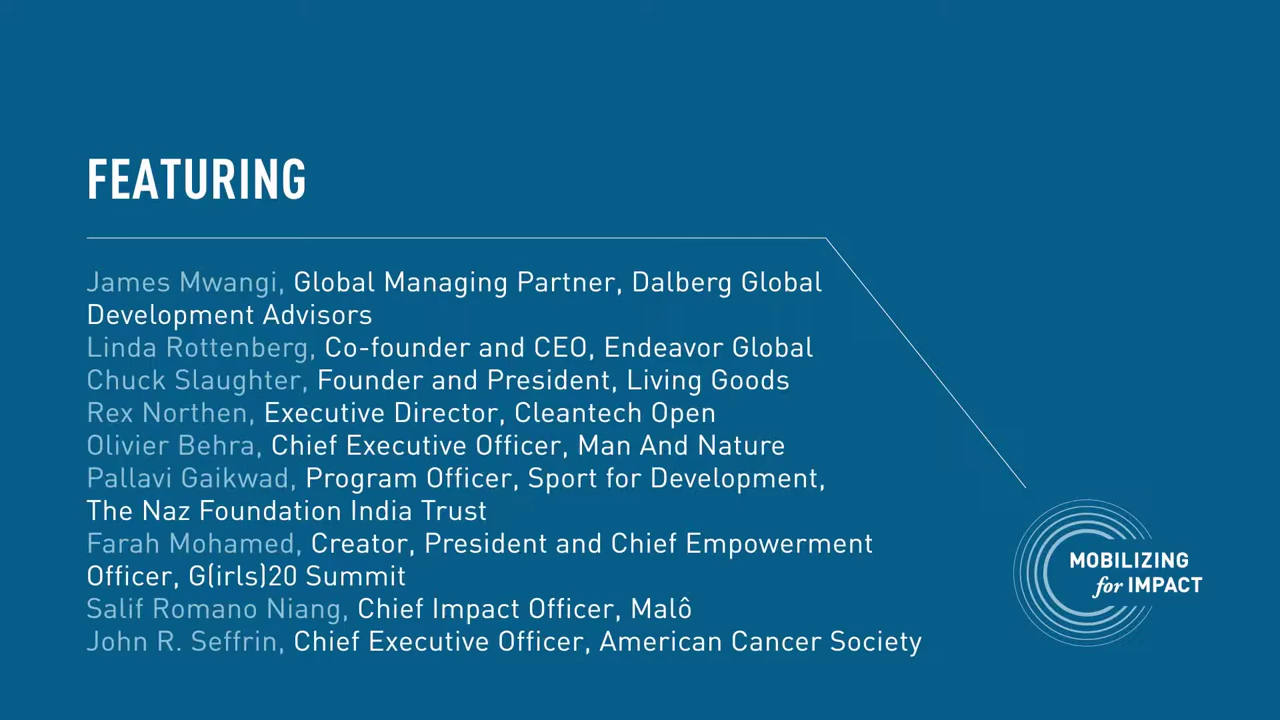 FEATURING
James Mwangi, Global Managing Partner, Dalberg Global
Development Advisors
Linda Rottenberg, Co-founder and CEO, Endeavor Global
Chuck Slaughter, Founder and President, Living Goods
Rex Northen, Executive Director, Cleantech Open
Olivier Behra, Chief Executive Officer, Man And Nature
Pallavi Gaikwad, Program Officer, Sport for Development,
The Naz Foundation India Trust
Farah Mohamed, Creator, President and Chief Empowerment
Officer, G(irls)20 Summit
Salif Romano Niang, Chief Impact Officer, Malô
John R. Seffrin, Chief Executive Officer, American Cancer Society
MOBILIZING
for IMPACT